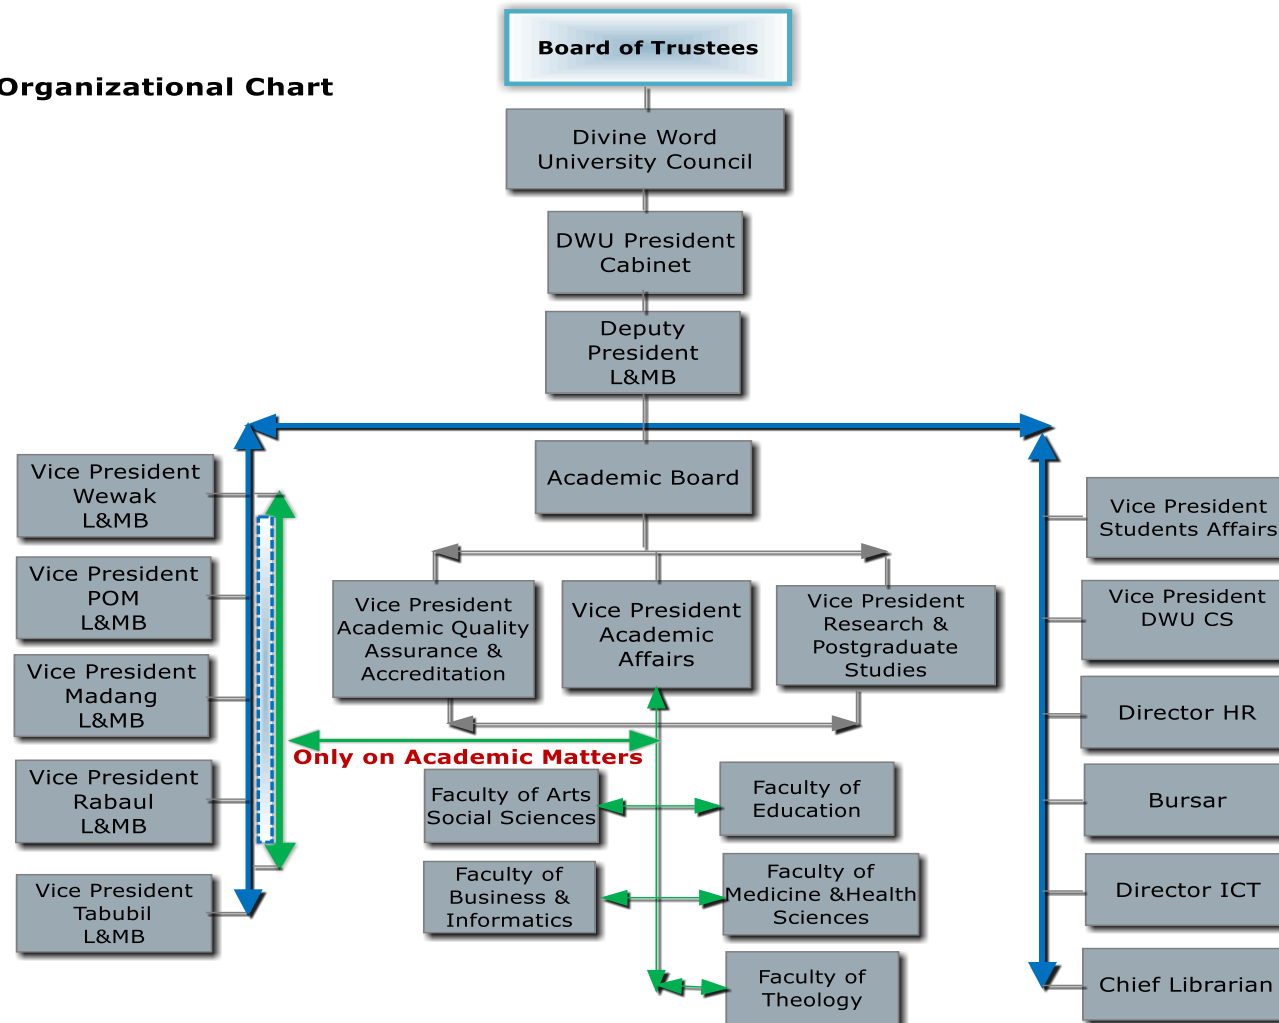 Board of Trustees
Organizational Chart
Divine Word
University Council
DWU President
Cabinet
Deputy
President
L&MB
Academic Board
Vice President
Wewak
L&MB
Vice President
POM
L&MB
Vice President
Madang
L&MB
Vice President
Rabaul
L&MB
Vice President
Tabubil
L&MB
Vice President
Academic Quality
Assurance &
Accreditation
Vice President
Academic
Affairs
Vice President
Research &
Postgraduate
Studies
Only on Academic Matters
Faculty of Arts
Social Sciences
Faculty of
Education
Faculty of
Business &
Informatics
Faculty of
Medicine &Health
Sciences
Faculty of
Theology
Vice President
Students Affairs
Vice President
DWU CS
Director HR
Bursar
Director ICT
Chief Librarian